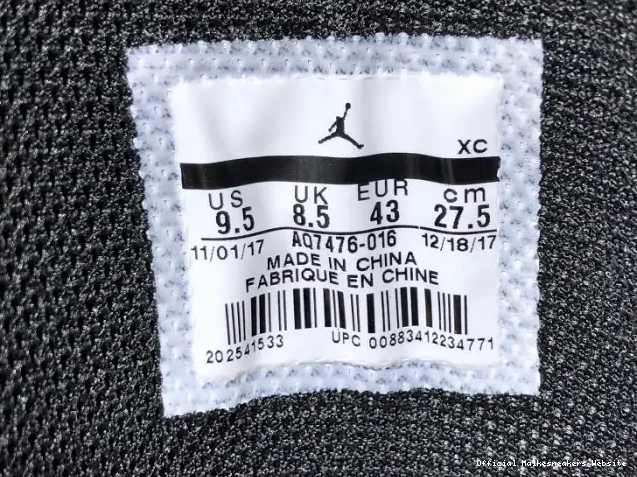 XC
US UK EUR cm
9.5 8.5 43 27.5
11/01/17 AQ7476-016 12/18/17
MADE IN CHINA
FABRIQUE EN CHINE
202541533 UPC 00883412234771
Official Maikesneakers Website